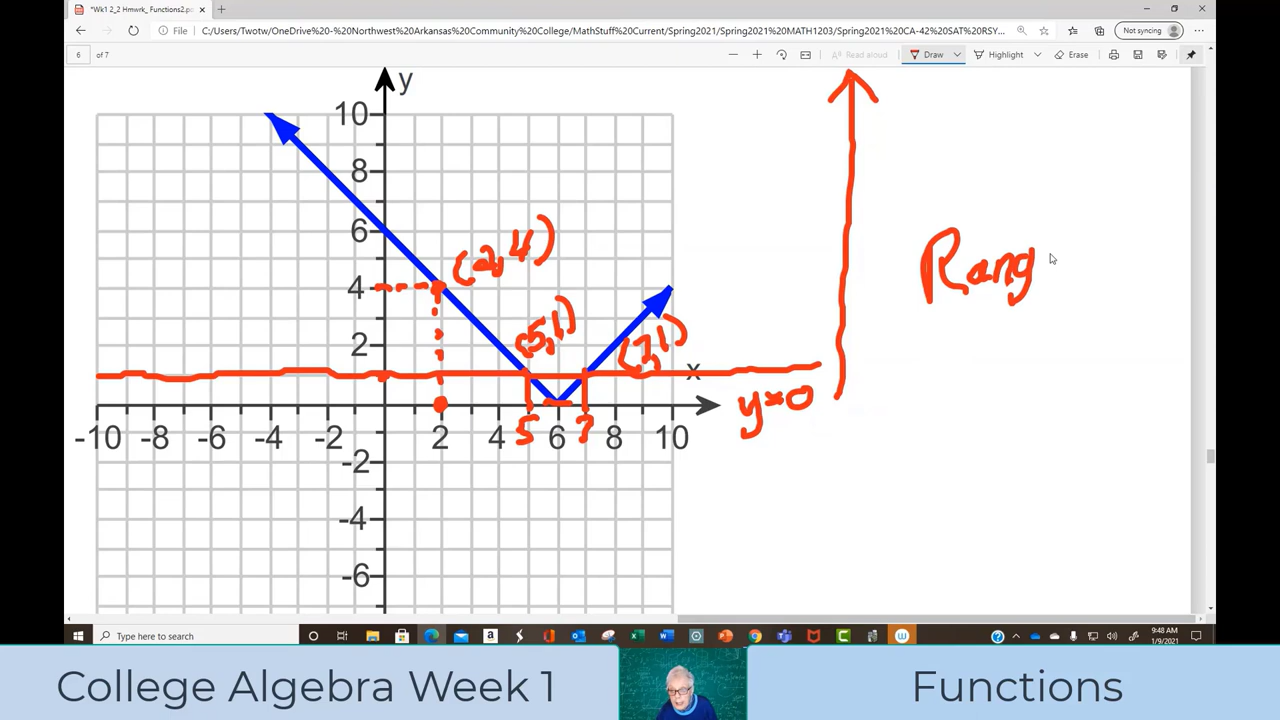 *Wk1 2_2 Hmwrk_ Functions2.p
File
C:/Users/Twotw/OneDrive%20-%20Northwest%20Arkansas%20Community%20College/MathStuff%20Current/Spring2021/Spring2021%20MATH1203/Spring2021%20CA-42%20SAT%20RSY...
Not syncing
6 of 7
Read aloud
Draw
Highlight
Erase
y
10
8
6
4
2
(2,4)
(5,1)
(7,1)
x
y=0
Rang
5
7
-10 -8 -6 -4 -2 2 4 6 8 10
-2
-4
-6
Type here to search
9:48 AM
1/9/2021
College Algebra Week 1
Functions